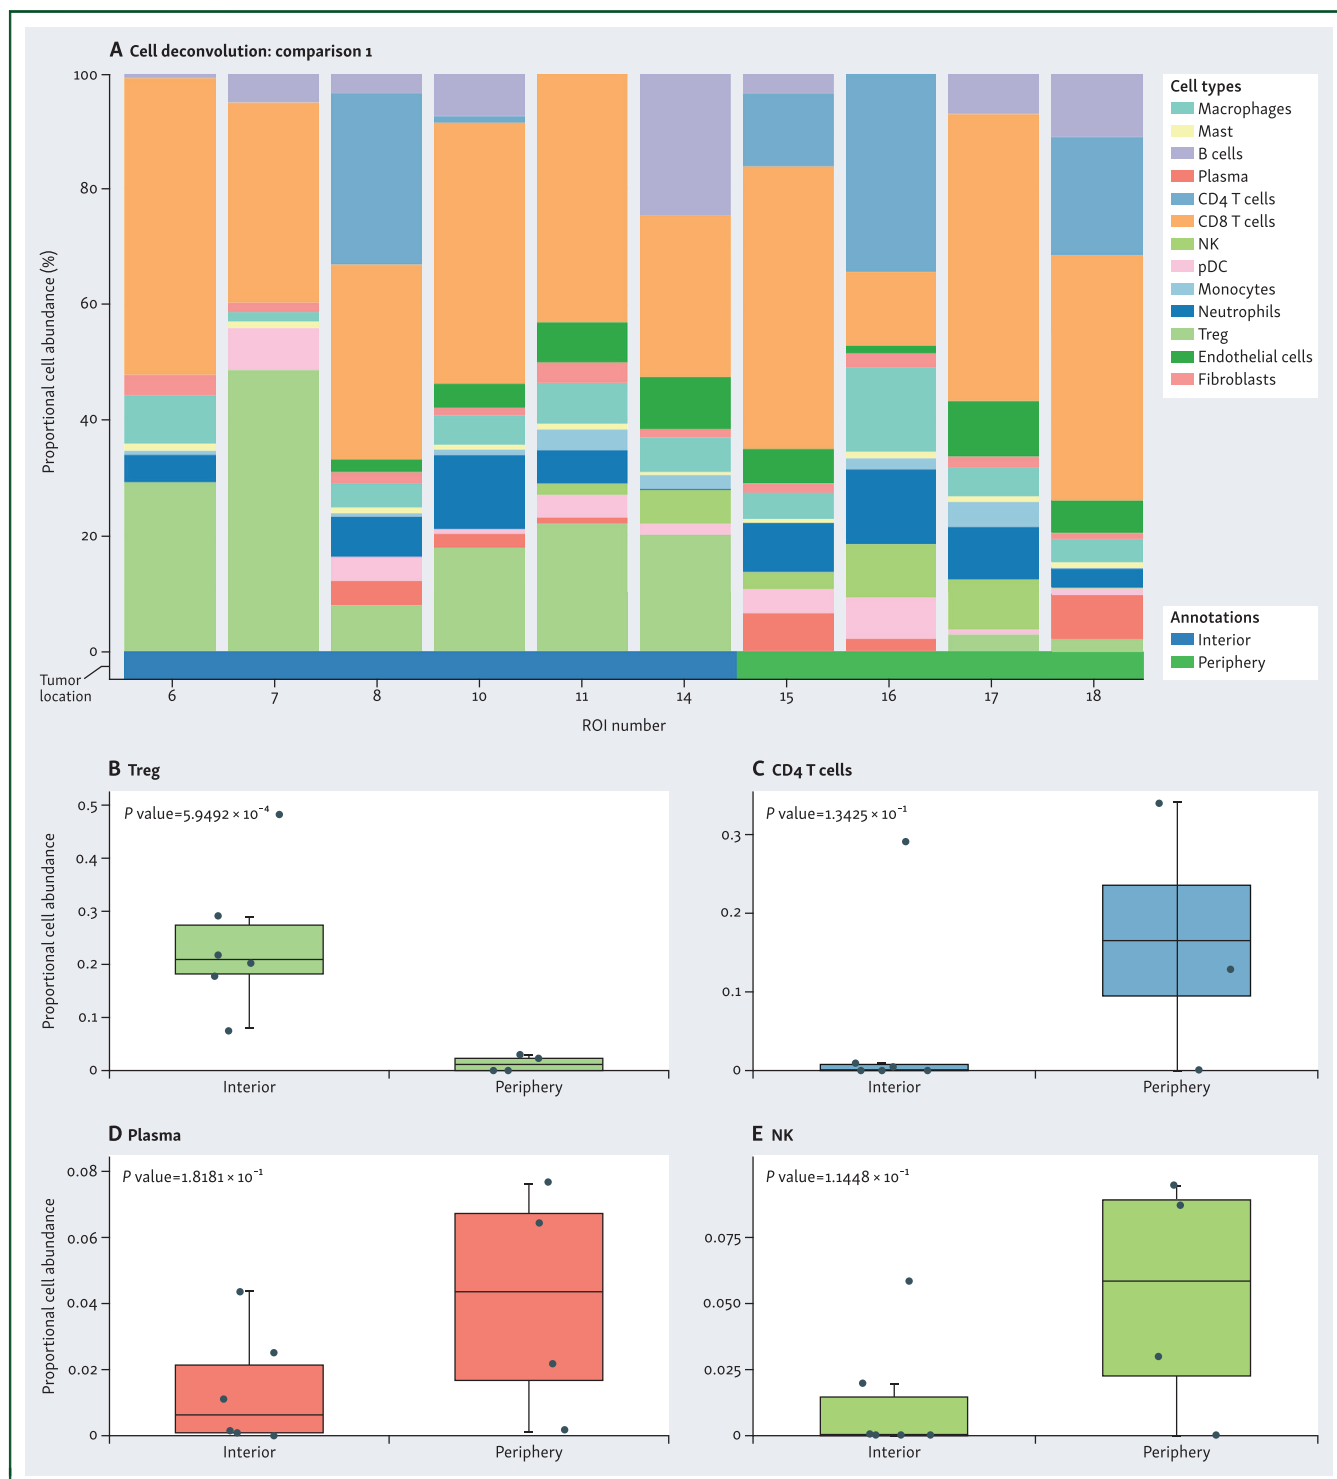 A Cell deconvolution: comparison 1
Proportional cell abundance (%)
100
80
60
40
20
0
Tumor
location
6 7 8 10 11 14 15 16 17 18
ROI number
Cell types
Macrophages
Mast
B cells
Plasma
CD4 T cells
CD8 T cells
NK
pDC
Monocytes
Neutrophils
Treg
Endothelial cells
Fibroblasts
Annotations
Interior
Periphery
B Treg
P value=5.9492 × 10⁻⁴
Proportional cell abundance
0.5
0.4
0.3
0.2
0.1
0
Interior Periphery
C CD4 T cells
P value=1.3425 × 10⁻¹
0.3
0.2
0.1
0
Interior Periphery
D Plasma
P value=1.8181 × 10⁻¹
Proportional cell abundance
0.08
0.06
0.04
0.02
0
Interior Periphery
E NK
P value=1.1448 × 10⁻¹
0.075
0.050
0.025
0
Interior Periphery